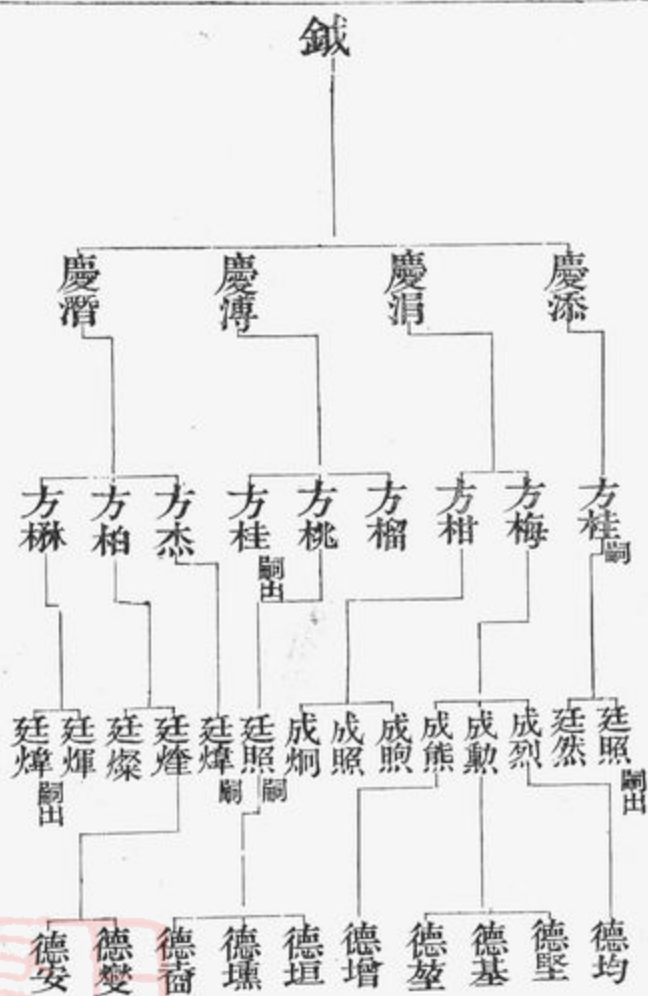 鉞
慶添
慶涓
慶溥
慶潛
方桂 嗣
方梅
方柑
方榴
方桃
方桂 嗣出
方杰
方柏
方楙
廷照 嗣出
廷然
成烈
成勳
成熊
成煦
成照
成炯
廷照 嗣
廷煒 嗣
廷煃
廷燦
廷煇
廷煒 嗣出
德均
德堅
德基
德堃
德增
德垣
德壎
德裔
德燮
德安